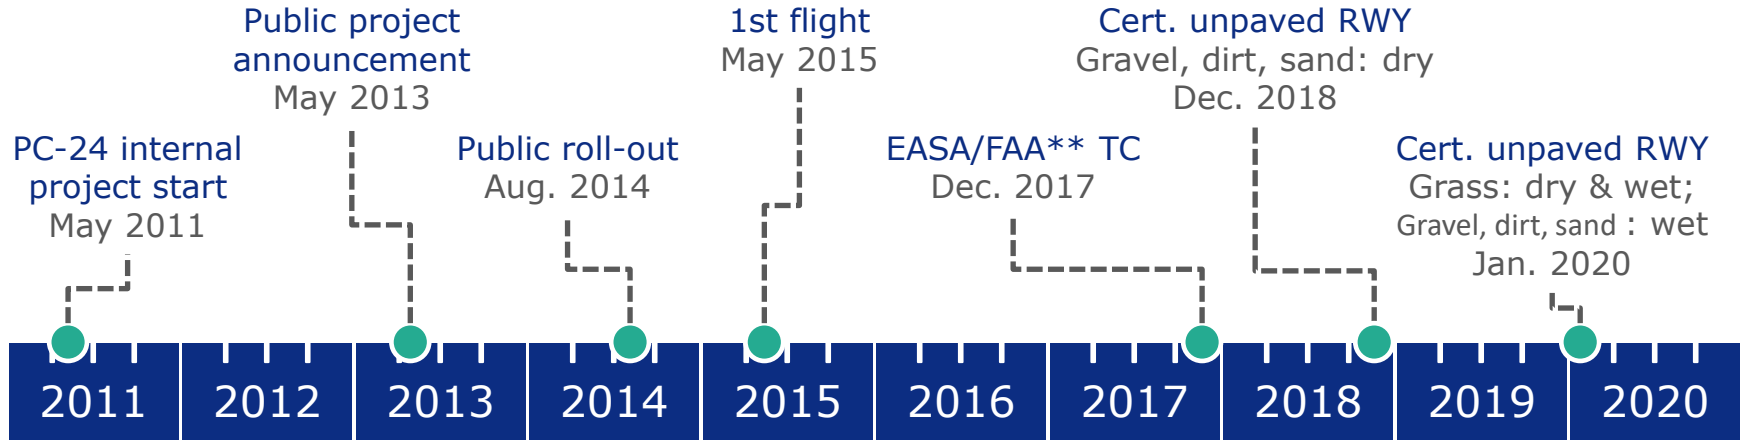 PC-24 internal
project start
May 2011
Public project
announcement
May 2013
Public roll-out
Aug. 2014
1st flight
May 2015
EASA/FAA** TC
Dec. 2017
Cert. unpaved RWY
Gravel, dirt, sand: dry
Dec. 2018
Cert. unpaved RWY
Grass: dry & wet;
Gravel, dirt, sand : wet
Jan. 2020
2011 2012 2013 2014 2015 2016 2017 2018 2019 2020